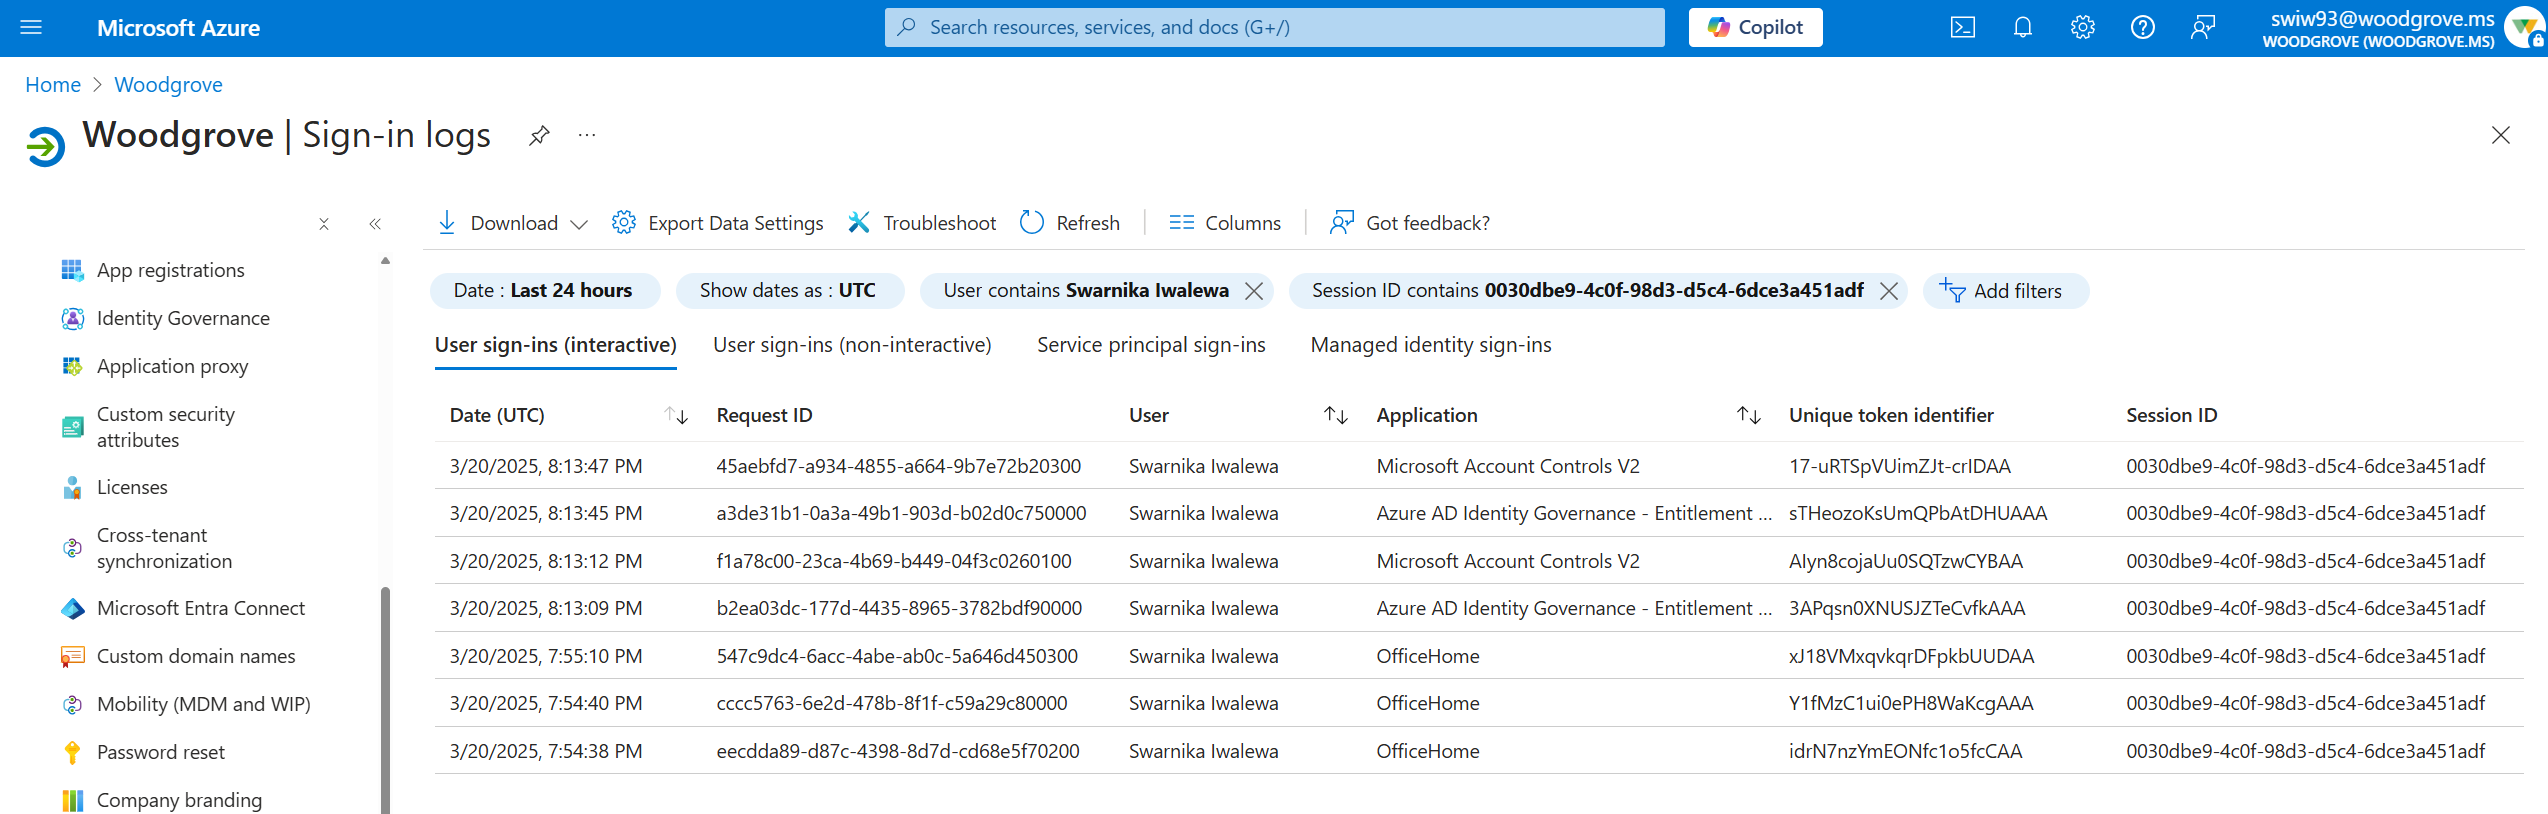 Microsoft Azure
Search resources, services, and docs (G+/)
Copilot
swiw93@woodgrove.ms
WOODGROVE (WOODGROVE.MS)
Home > Woodgrove
Woodgrove | Sign-in logs
Download
Export Data Settings
Troubleshoot
Refresh
Columns
Got feedback?
App registrations
Identity Governance
Application proxy
Custom security
attributes
Licenses
Cross-tenant
synchronization
Microsoft Entra Connect
Custom domain names
Mobility (MDM and WIP)
Password reset
Company branding
Date : Last 24 hours
Show dates as : UTC
User contains Swarnika Iwalewa
Session ID contains 0030dbe9-4c0f-98d3-d5c4-6dce3a451adf
Add filters
User sign-ins (interactive)
User sign-ins (non-interactive)
Service principal sign-ins
Managed identity sign-ins
Date (UTC) Request ID User Application Unique token identifier Session ID
3/20/2025, 8:13:47 PM 45aebfd7-a934-4855-a664-9b7e72b20300 Swarnika Iwalewa Microsoft Account Controls V2 17-uRTSpVUimZJt-crIDAA 0030dbe9-4c0f-98d3-d5c4-6dce3a451adf
3/20/2025, 8:13:45 PM a3de31b1-0a3a-49b1-903d-b02d0c750000 Swarnika Iwalewa Azure AD Identity Governance - Entitlement ... sTHeozoKsUmQPbAtDHUAAA 0030dbe9-4c0f-98d3-d5c4-6dce3a451adf
3/20/2025, 8:13:12 PM f1a78c00-23ca-4b69-b449-04f3c0260100 Swarnika Iwalewa Microsoft Account Controls V2 AIyn8cojaUu0SQTzwCYBAA 0030dbe9-4c0f-98d3-d5c4-6dce3a451adf
3/20/2025, 8:13:09 PM b2ea03dc-177d-4435-8965-3782bdf90000 Swarnika Iwalewa Azure AD Identity Governance - Entitlement ... 3APqsn0XNUSJZTeCvfkAAA 0030dbe9-4c0f-98d3-d5c4-6dce3a451adf
3/20/2025, 7:55:10 PM 547c9dc4-6acc-4abe-ab0c-5a646d450300 Swarnika Iwalewa OfficeHome xJ18VMxqvkqrDFpkbUUDAA 0030dbe9-4c0f-98d3-d5c4-6dce3a451adf
3/20/2025, 7:54:40 PM cccc5763-6e2d-478b-8f1f-c59a29c80000 Swarnika Iwalewa OfficeHome Y1fMzC1ui0ePH8WaKcgAAA 0030dbe9-4c0f-98d3-d5c4-6dce3a451adf
3/20/2025, 7:54:38 PM eecdda89-d87c-4398-8d7d-cd68e5f70200 Swarnika Iwalewa OfficeHome idrN7nzYmEONfc1o5fcCAA 0030dbe9-4c0f-98d3-d5c4-6dce3a451adf